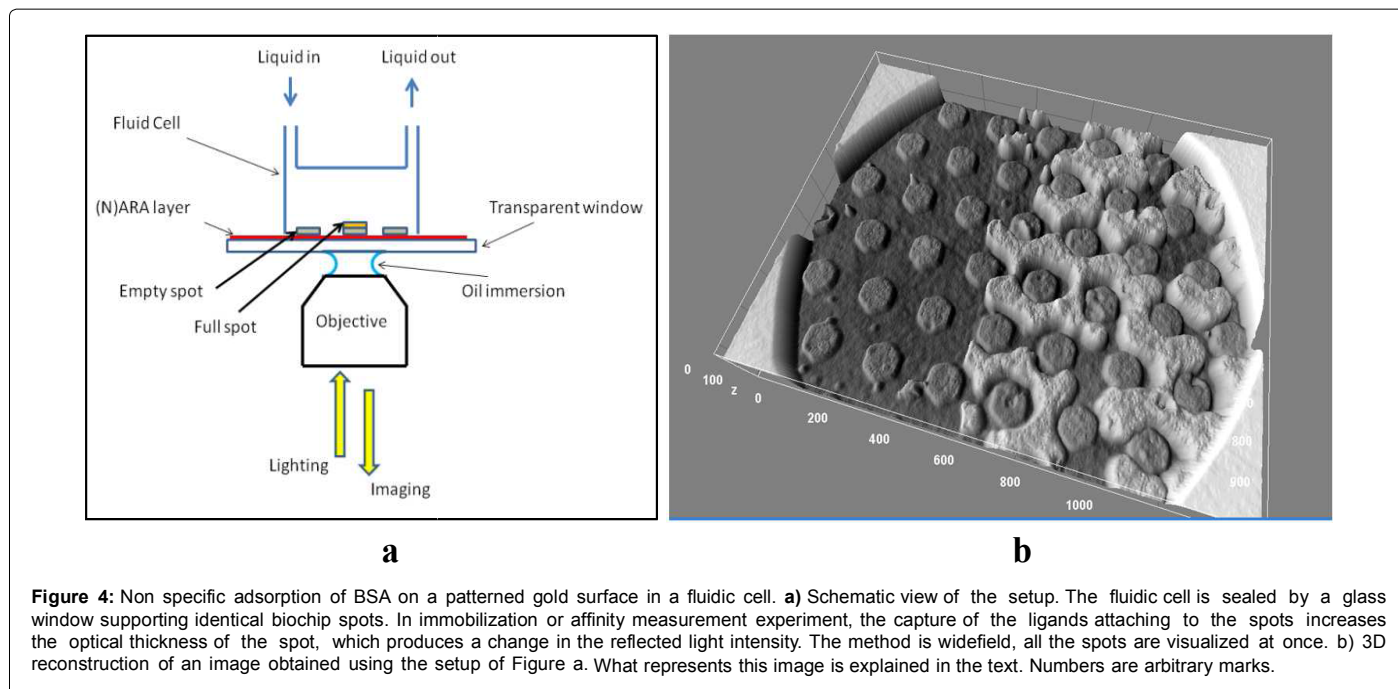 Liquid in
Liquid out
Fluid Cell
(N)ARA layer
Transparent window
Empty spot
Full spot
Oil immersion
Objective
Lighting
Imaging
a
0
100
z
0
200
400
600
800
1000
800
900
b
Figure 4: Non specific adsorption of BSA on a patterned gold surface in a fluidic cell. a) Schematic view of the setup. The fluidic cell is sealed by a glass
window supporting identical biochip spots. In immobilization or affinity measurement experiment, the capture of the ligands attaching to the spots increases
the optical thickness of the spot, which produces a change in the reflected light intensity. The method is widefield, all the spots are visualized at once. b) 3D
reconstruction of an image obtained using the setup of Figure a. What represents this image is explained in the text. Numbers are arbitrary marks.